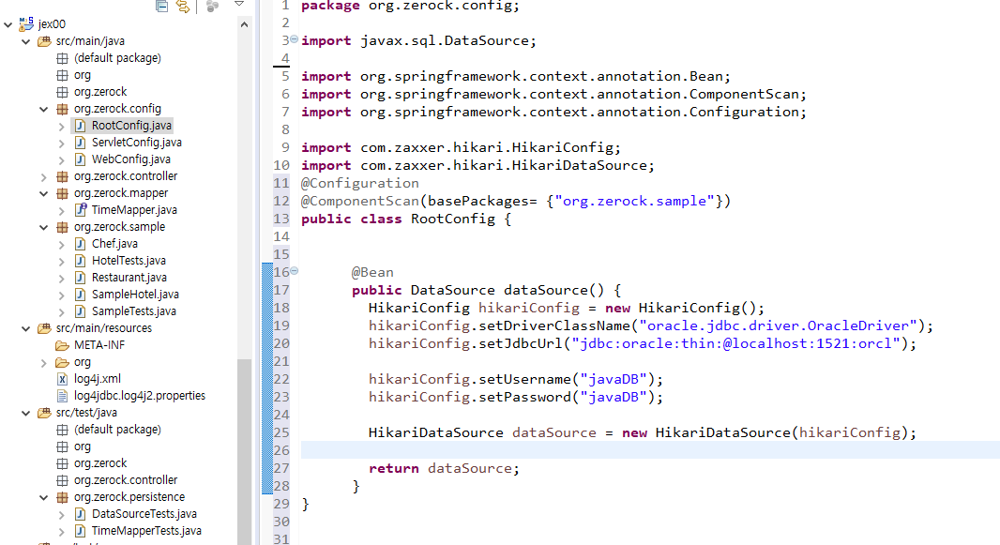 jex00
src/main/java
(default package)
org
org.zerock
org.zerock.config
RootConfig.java
ServletConfig.java
WebConfig.java
org.zerock.controller
org.zerock.mapper
TimeMapper.java
org.zerock.sample
Chef.java
HotelTests.java
Restaurant.java
SampleHotel.java
SampleTests.java
src/main/resources
META-INF
org
log4j.xml
log4jdbc.log4j2.properties
src/test/java
(default package)
org
org.zerock
org.zerock.controller
org.zerock.persistence
DataSourceTests.java
TimeMapperTests.java
1 package org.zerock.config;
2
3 import javax.sql.DataSource;
4
5 import org.springframework.context.annotation.Bean;
6 import org.springframework.context.annotation.ComponentScan;
7 import org.springframework.context.annotation.Configuration;
8
9 import com.zaxxer.hikari.HikariConfig;
10 import com.zaxxer.hikari.HikariDataSource;
11 @Configuration
12 @ComponentScan(basePackages= {"org.zerock.sample"})
13 public class RootConfig {
14
15
16 @Bean
17 public DataSource dataSource() {
18 HikariConfig hikariConfig = new HikariConfig();
19 hikariConfig.setDriverClassName("oracle.jdbc.driver.OracleDriver");
20 hikariConfig.setJdbcUrl("jdbc:oracle:thin:@localhost:1521:orcl");
21
22 hikariConfig.setUsername("javaDB");
23 hikariConfig.setPassword("javaDB");
24
25 HikariDataSource dataSource = new HikariDataSource(hikariConfig);
26
27 return dataSource;
28 }
29 }
30
31